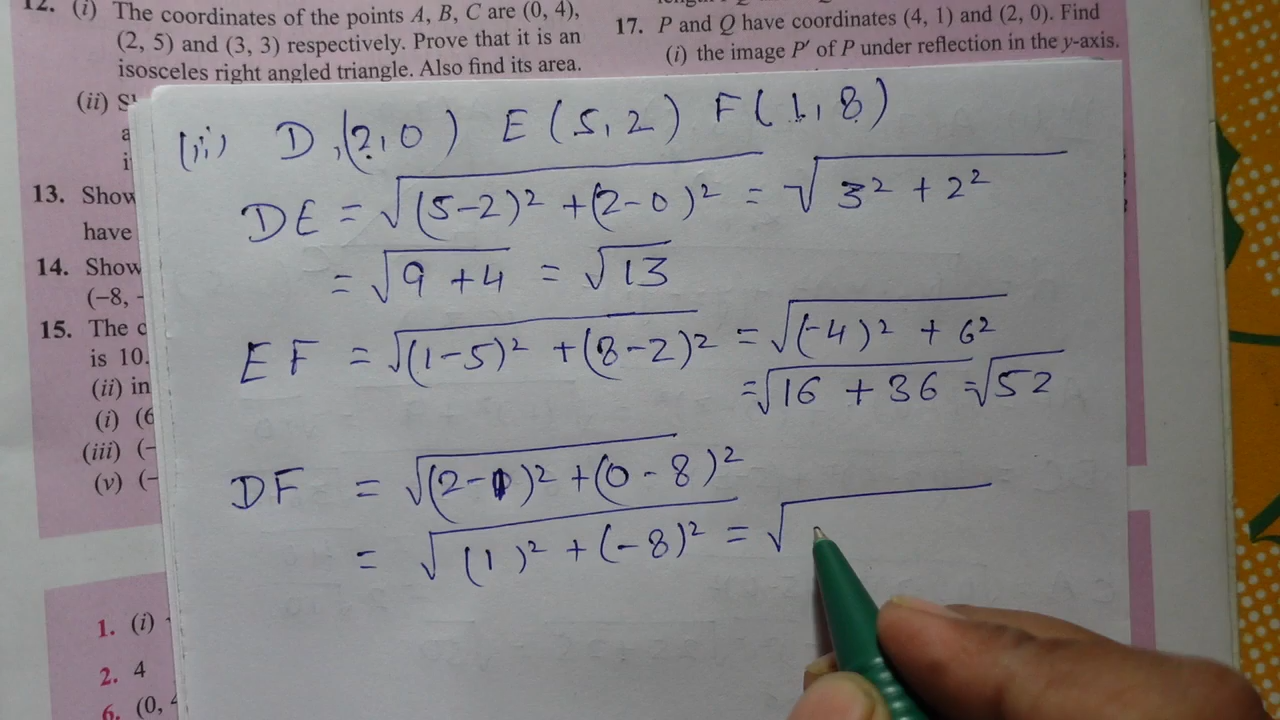 12. (i) The coordinates of the points A, B, C are (0, 4),
(2, 5) and (3, 3) respectively. Prove that it is an
isosceles right angled triangle. Also find its area.
(ii)
13. Show
have
14. Show
(–8,
15. The
is 10.
(ii) in
(i) (6
(iii) (–
(v) (–
17. P and Q have coordinates (4, 1) and (2, 0). Find
(i) the image P′ of P under reflection in the y-axis.
(ii) D (2,0) E (5,2) F (1,8)
DE = √(5-2)² + (2-0)² = √3² + 2²
= √9 + 4 = √13
EF = √(1-5)² + (8-2)² = √(-4)² + 6²
= √16 + 36 = √52
DF = √(2-1)² + (0-8)²
= √(1)² + (-8)² = √
1. (i)
2. 4
6. (0,